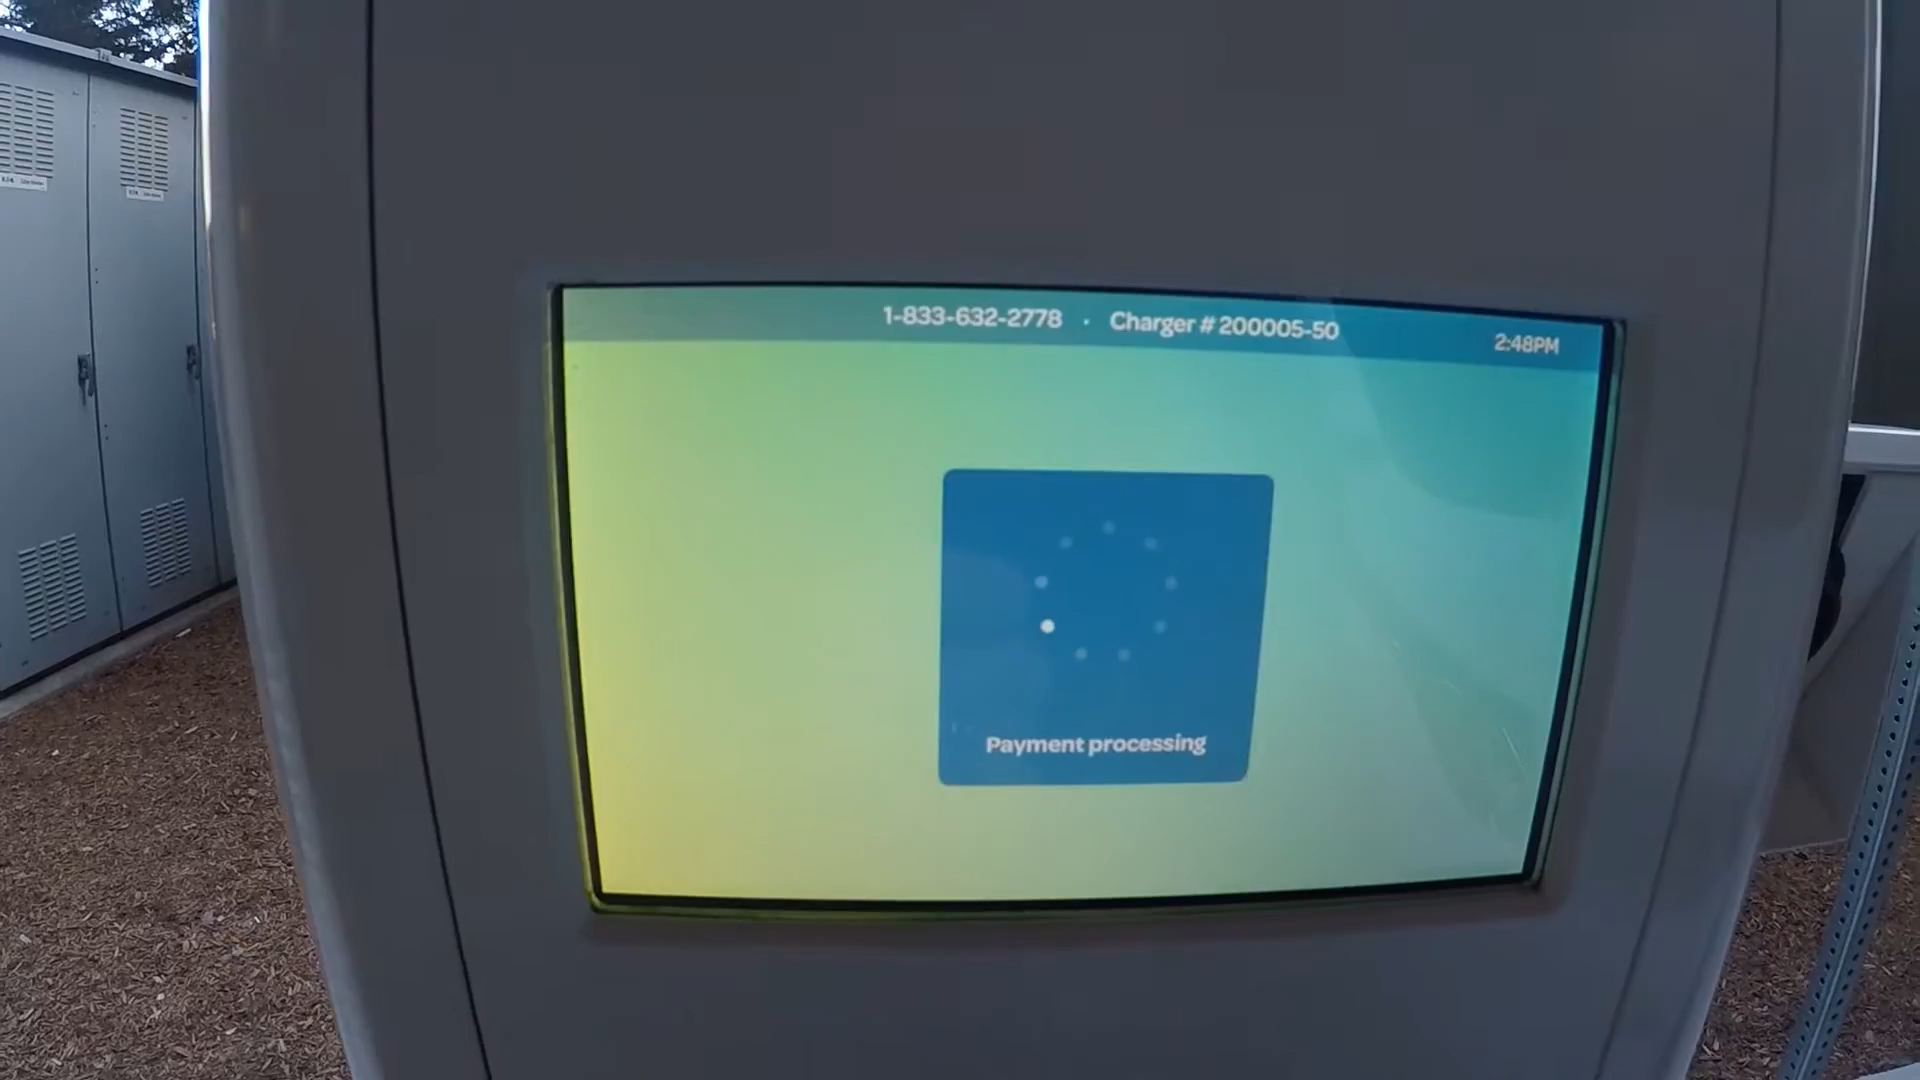 1-833-632-2778 · Charger # 200005-50
2:48PM
Payment processing